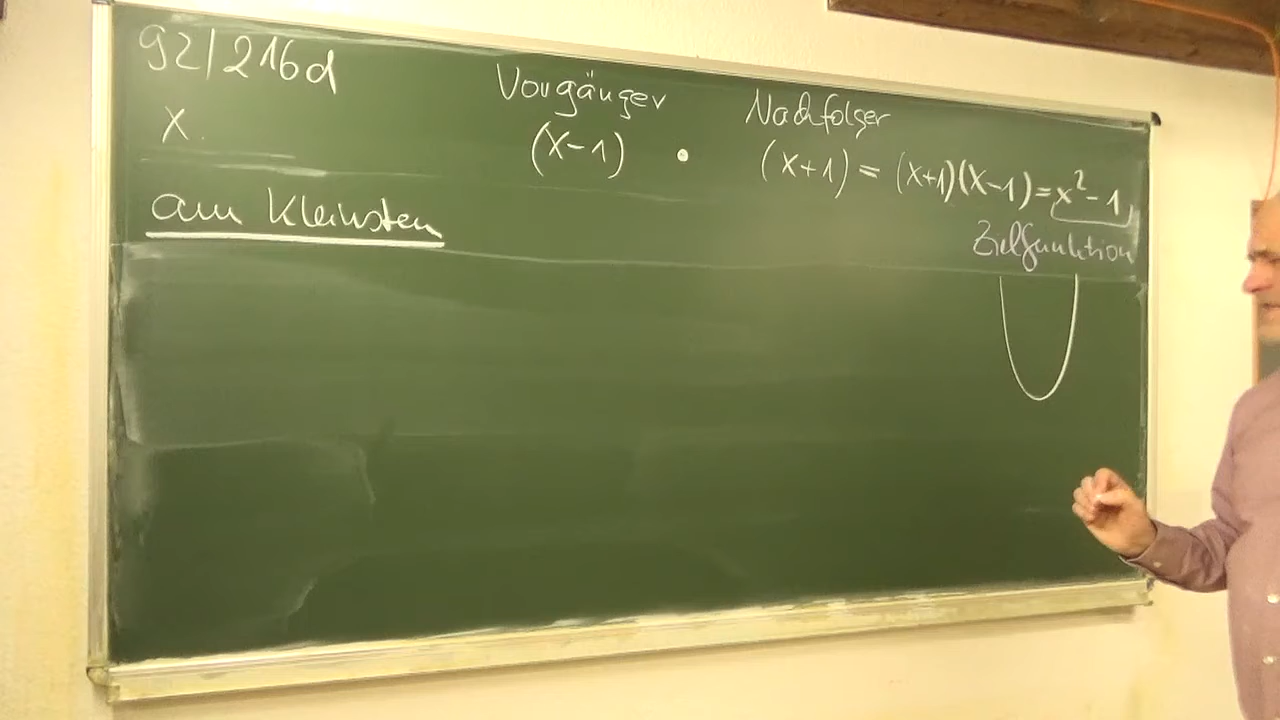 92/216d
Vorgänger Nachfolger
x. (x-1) • (x+1) = (x+1)(x-1)=x²-1
am Kleinsten
Zielfunktion